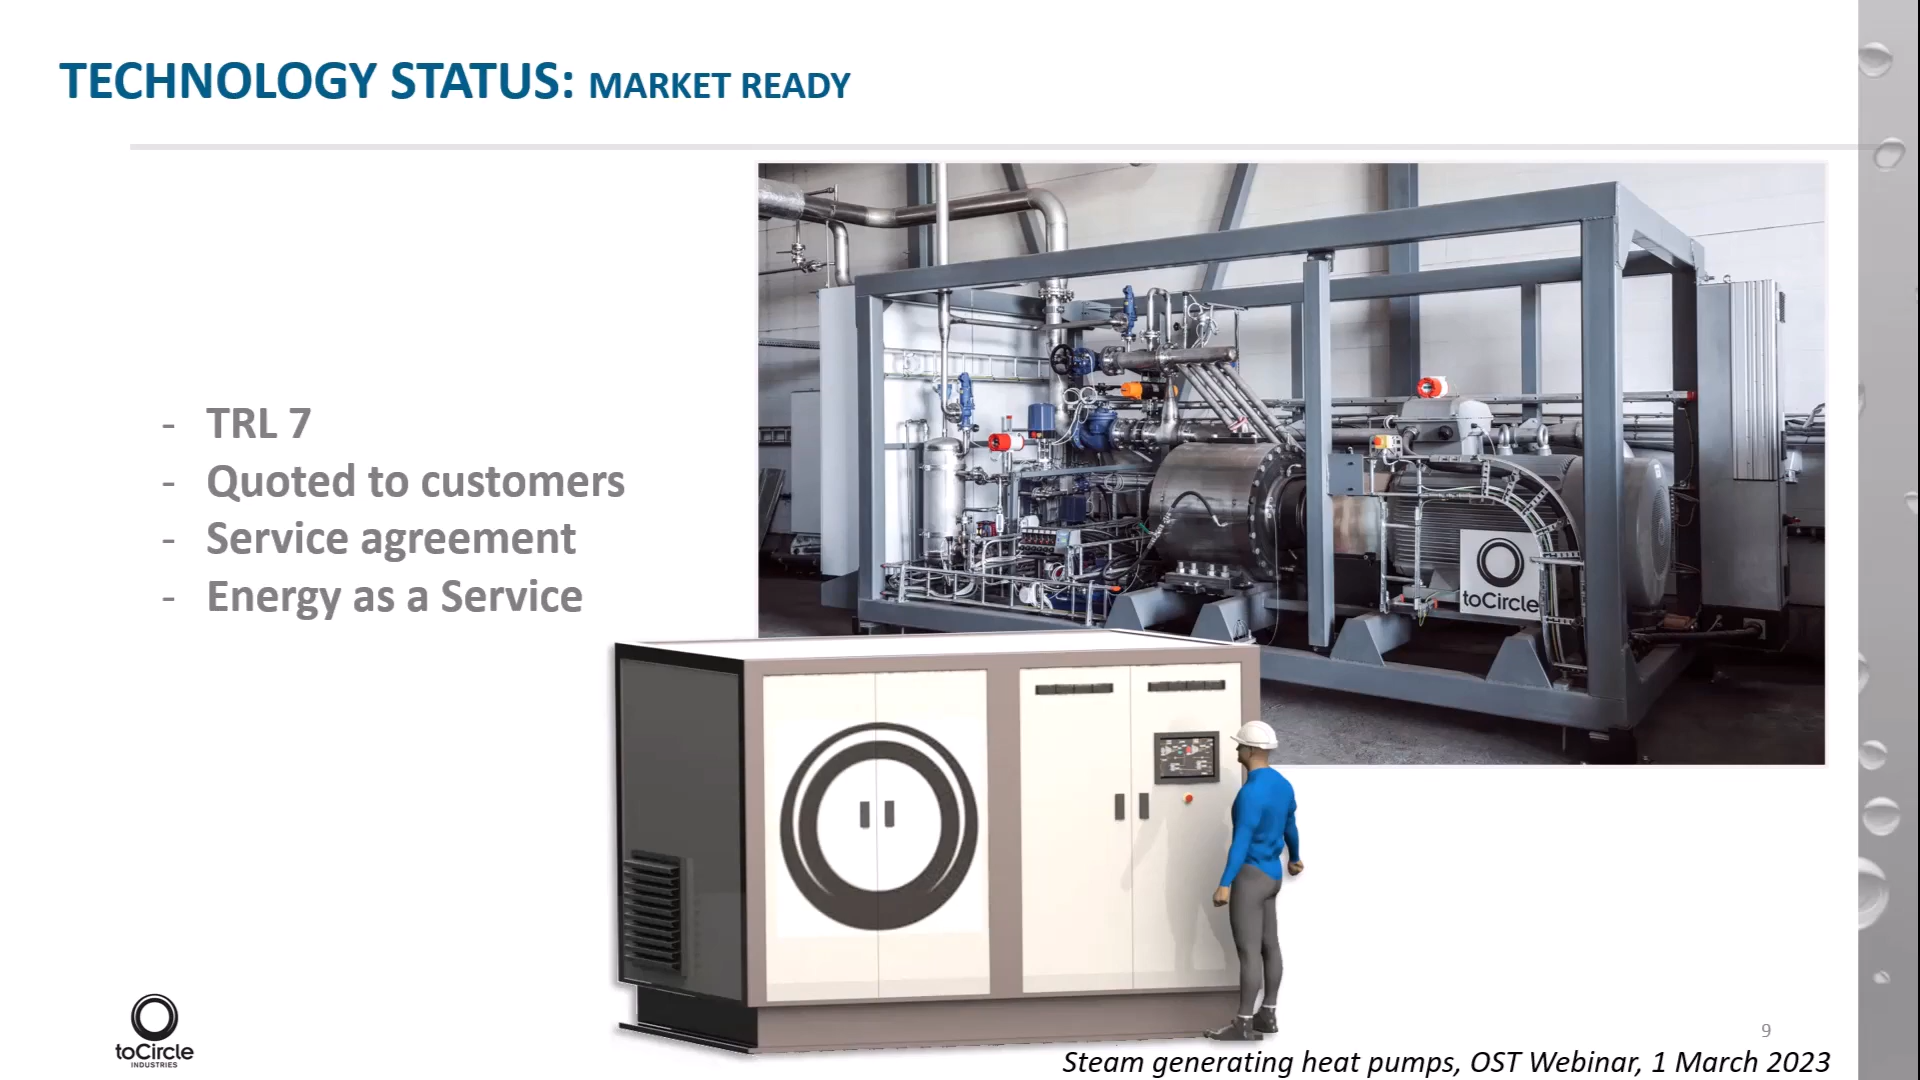 TECHNOLOGY STATUS: MARKET READY
- TRL 7
- Quoted to customers
- Service agreement
- Energy as a Service
toCircle
toCircle
INDUSTRIES
9
Steam generating heat pumps, OST Webinar, 1 March 2023